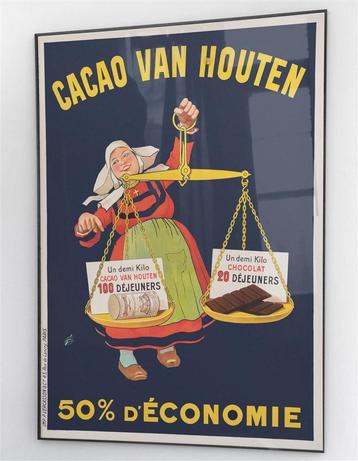 CACAO VAN HOUTEN
Un demi Kilo
CACAO VAN HOUTEN
100 DÉJEUNERS
Un demi Kilo
CHOCOLAT
20 DÉJEUNERS
50% D'ÉCONOMIE
PARIS